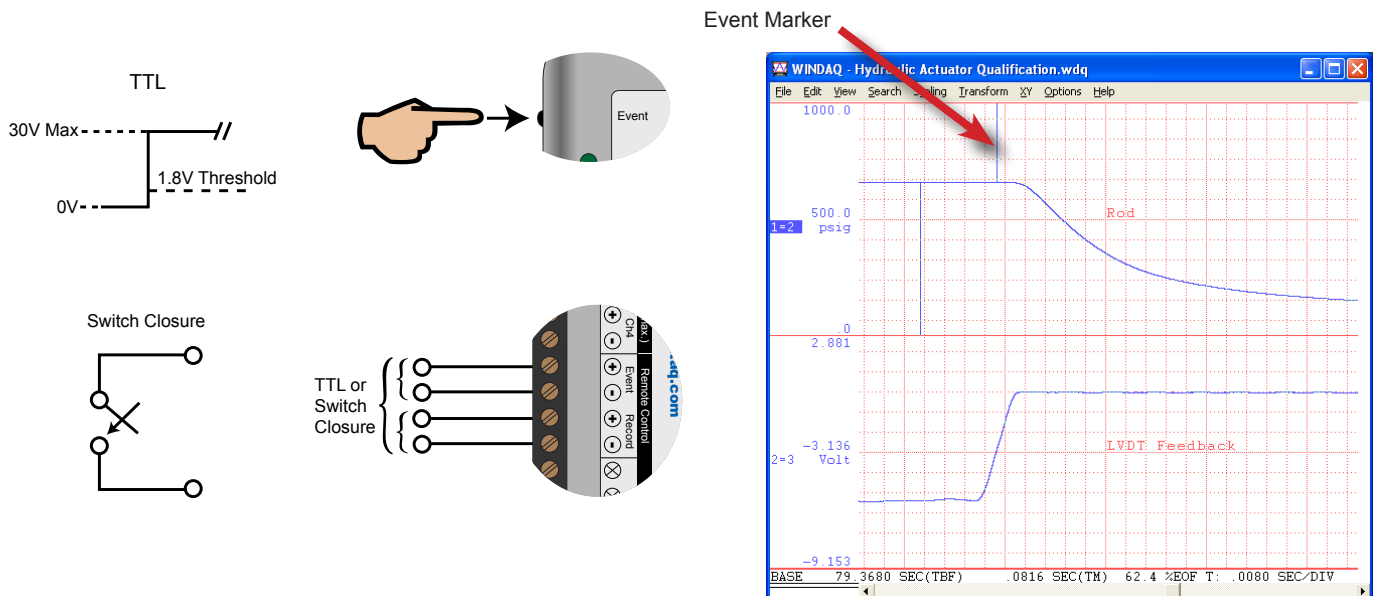 Event Marker
TTL
30V Max
1.8V Threshold
0V
Event
Switch Closure
TTL or
Switch
Closure
+ Ch4 -
+ Event -
+ Record -
Remote Control
ax.)
aq.com
WINDAQ - Hydraulic Actuator Qualification.wdq
File Edit View Search Scaling Transform XY Options Help
1000.0
500.0
1=2 psig
Rod
.0
2.881
-3.136
2=3 Volt
LVDT Feedback
-9.153
BASE 79.3680 SEC(TBF) .0816 SEC(TM) 62.4 %EOF T: .0080 SEC/DIV